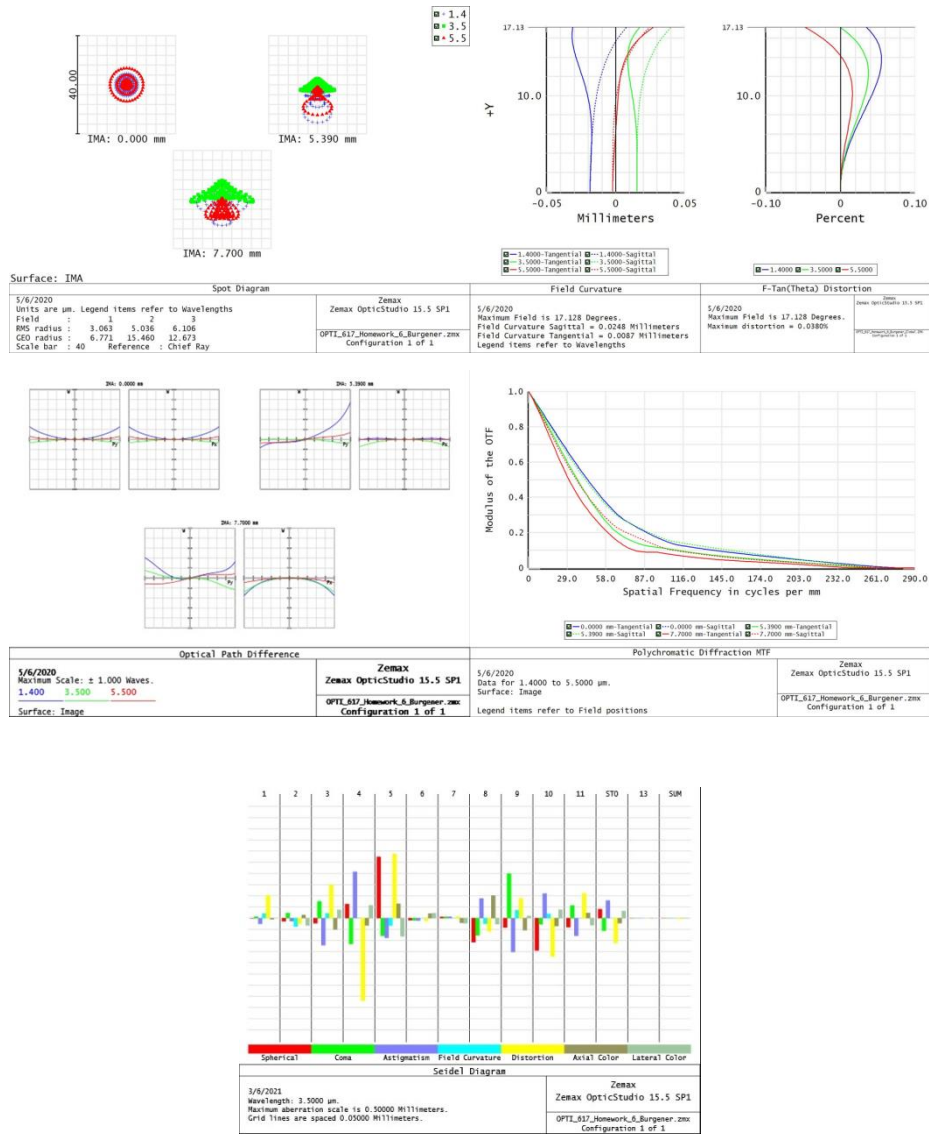 1.4
3.5
5.5
40.00
IMA: 0.000 mm
IMA: 5.390 mm
IMA: 7.700 mm
Surface: IMA
Spot Diagram
5/6/2020
Units are µm. Legend items refer to Wavelengths
Field : 1 2 3
RMS radius : 3.063 5.036 6.106
GEO radius : 6.771 15.460 12.673
Scale bar : 40 Reference : Chief Ray
Zemax
Zemax OpticStudio 15.5 SP1
OPTI_617_Homework_6_Burgener.zmx
Configuration 1 of 1
17.13
+Y
10.0
0
-0.05 0 0.05
Millimeters
1.4000-Tangential 1.4000-Sagittal
3.5000-Tangential 3.5000-Sagittal
5.5000-Tangential 5.5000-Sagittal
Field Curvature
5/6/2020
Maximum Field is 17.128 Degrees.
Field Curvature Sagittal = 0.0248 Millimeters
Field Curvature Tangential = 0.0087 Millimeters
Legend items refer to Wavelengths
17.13
10.0
0
-0.10 0 0.10
Percent
1.4000 3.5000 5.5000
F-Tan(Theta) Distortion
5/6/2020
Maximum Field is 17.128 Degrees.
Maximum distortion = 0.0380%
Zemax
Zemax OpticStudio 15.5 SP1
IMA: 0.0000 mm
W
Py
W
Px
IMA: 5.3900 mm
W
Py
W
Px
IMA: 7.7000 mm
W
Py
W
Px
Optical Path Difference
5/6/2020
Maximum Scale: ± 1.000 Waves.
1.400 3.500 5.500
Surface: Image
Zemax
Zemax OpticStudio 15.5 SP1
OPTI_617_Homework_6_Burgener.zmx
Configuration 1 of 1
1.0
0.8
0.6
0.4
0.2
0
Modulus of the OTF
0 29.0 58.0 87.0 116.0 145.0 174.0 203.0 232.0 261.0 290.0
Spatial Frequency in cycles per mm
0.0000 mm-Tangential 0.0000 mm-Sagittal 5.3900 mm-Tangential
5.3900 mm-Sagittal 7.7000 mm-Tangential 7.7000 mm-Sagittal
Polychromatic Diffraction MTF
5/6/2020
Data for 1.4000 to 5.5000 µm.
Surface: Image
Legend items refer to Field positions
Zemax
Zemax OpticStudio 15.5 SP1
OPTI_617_Homework_6_Burgener.zmx
Configuration 1 of 1
1 2 3 4 5 6 7 8 9 10 11 STO 13 SUM
Spherical Coma Astigmatism Field Curvature Distortion Axial Color Lateral Color
Seidel Diagram
3/6/2021
Wavelength: 3.5000 µm.
Maximum aberration scale is 0.50000 Millimeters.
Grid lines are spaced 0.05000 Millimeters.
Zemax
Zemax OpticStudio 15.5 SP1
OPTI_617_Homework_6_Burgener.zmx
Configuration 1 of 1